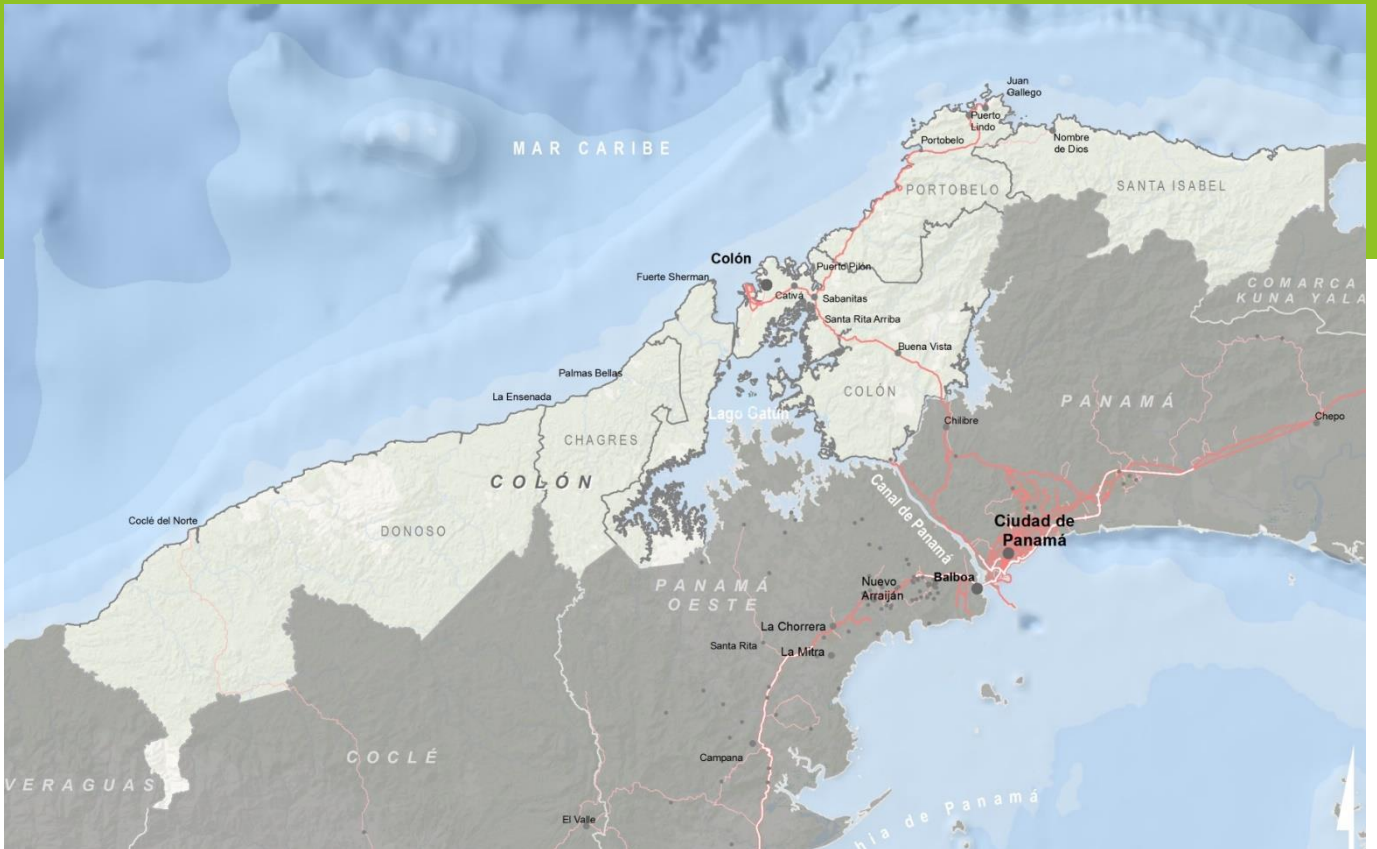 Juan
Gallego
Puerto
Lindo
Portobelo
Nombre
de Dios
MAR CARIBE
PORTOBELO
SANTA ISABEL
Colón
Puerto Pilón
Fuerte Sherman
COMARCA
KUNA YALA
Cativá
Sabanitas
Santa Rita Arriba
Buena Vista
Palmas Bellas
La Ensenada
COLÓN
PANAMÁ
Lago Gatún
Chepo
Chilibre
CHAGRES
COLÓN
Canal de Panamá
Coclé del Norte
DONOSO
Ciudad de
Panamá
PANAMÁ
OESTE
Nuevo
Arraiján
Balboa
La Chorrera
Santa Rita
La Mitra
COCLÉ
Campana
VERAGUAS
hia de Panamá
El Valle